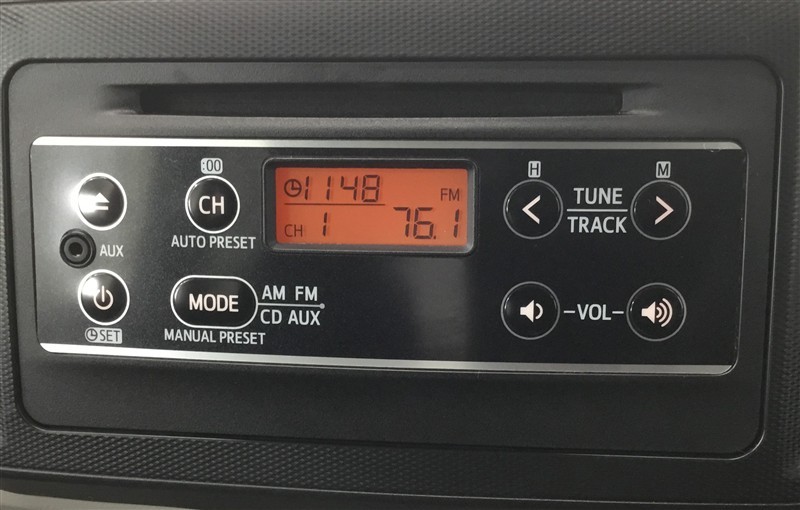 :00
H
M
CH
AUTO PRESET
AUX
11 48
FM
CH 1 76.1
TUNE
TRACK
MODE
AM FM
CD AUX
MANUAL PRESET
SET
-VOL-